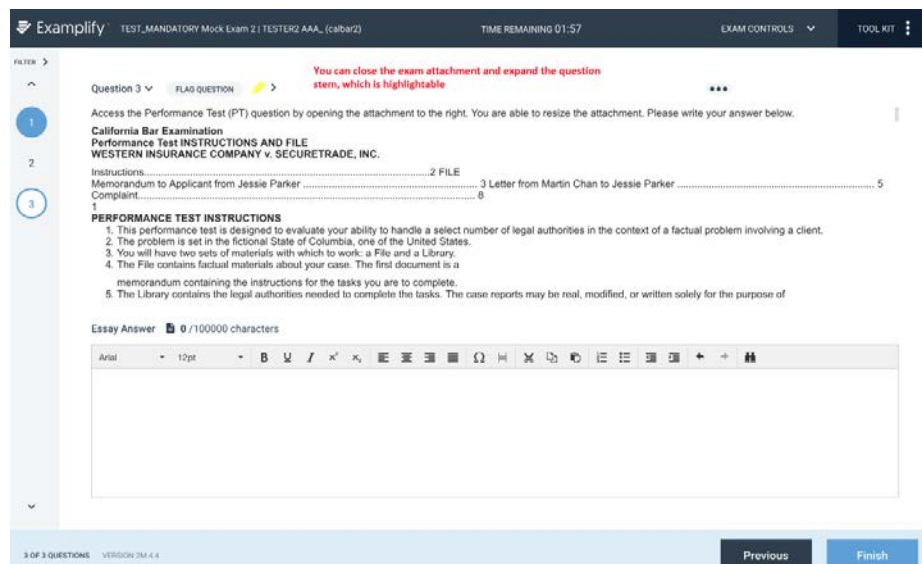 Examplify TEST_MANDATORY Mock Exam 2 | TESTER2 AAA_ (calbar2) TIME REMAINING 01:57 EXAM CONTROLS TOOL KIT
FILTER
Question 3 FLAG QUESTION
You can close the exam attachment and expand the question
stem, which is highlightable
Access the Performance Test (PT) question by opening the attachment to the right. You are able to resize the attachment. Please write your answer below.
1
2
3
California Bar Examination
Performance Test INSTRUCTIONS AND FILE
WESTERN INSURANCE COMPANY v. SECURETRADE, INC.
Instructions...............................................................................................2 FILE
Memorandum to Applicant from Jessie Parker .......................................................... 3 Letter from Martin Chan to Jessie Parker .................................................................. 5
Complaint................................................................................................................. 8
1
PERFORMANCE TEST INSTRUCTIONS
1. This performance test is designed to evaluate your ability to handle a select number of legal authorities in the context of a factual problem involving a client.
2. The problem is set in the fictional State of Columbia, one of the United States.
3. You will have two sets of materials with which to work: a File and a Library.
4. The File contains factual materials about your case. The first document is a
memorandum containing the instructions for the tasks you are to complete.
5. The Library contains the legal authorities needed to complete the tasks. The case reports may be real, modified, or written solely for the purpose of
Essay Answer 0 /100000 characters
Arial 12pt B U I x² x₂ Ω
3 OF 3 QUESTIONS VERSION 2M.4.4
Previous Finish